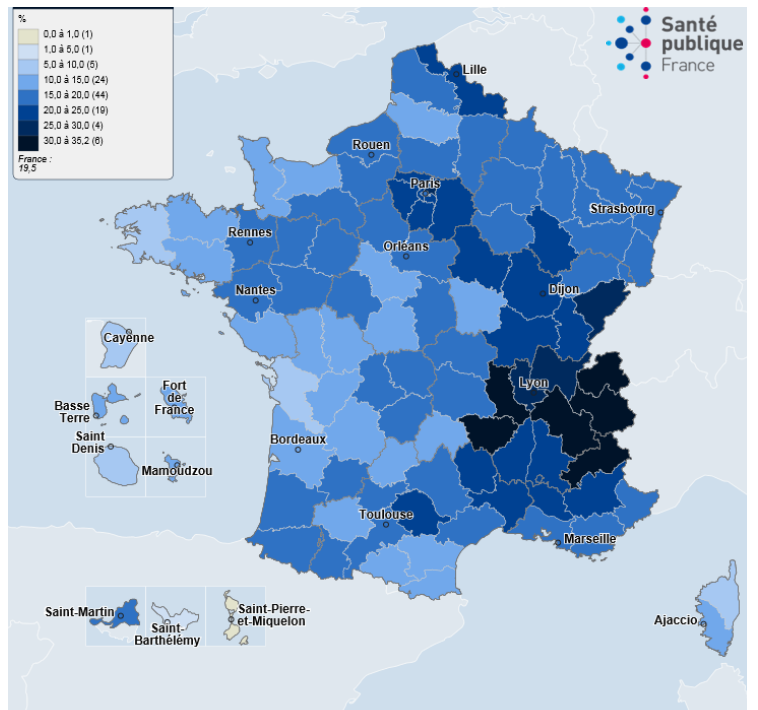 %
0,0 à 1,0 (1)
1,0 à 5,0 (1)
5,0 à 10,0 (5)
10,0 à 15,0 (24)
15,0 à 20,0 (44)
20,0 à 25,0 (19)
25,0 à 30,0 (4)
30,0 à 35,2 (6)
France :
19,5
Santé
publique
France
Lille
Rouen
Paris
Strasbourg
Rennes
Orléans
Nantes
Dijon
Cayenne
Lyon
Basse
Terre
Fort
de
France
Saint
Denis
Mamoudzou
Bordeaux
Toulouse
Marseille
Saint-Martin
Saint-
Barthélémy
Saint-Pierre-
et-Miquelon
Ajaccio